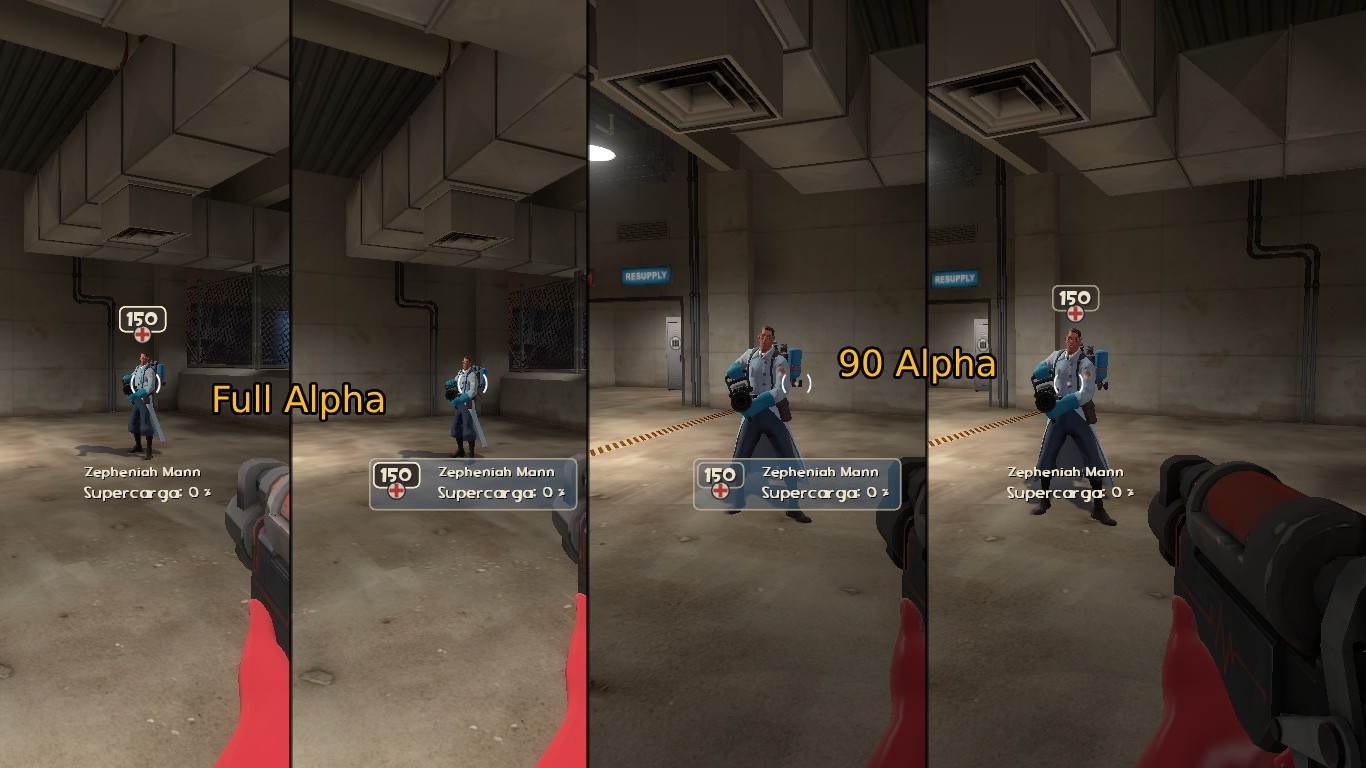 RESUPPLY
RESUPPLY
150
150
Full Alpha
90 Alpha
Zepheniah Mann
Supercarga: 0 %
150
Zepheniah Mann
Supercarga: 0 %
150
Zepheniah Mann
Supercarga: 0 %
Zepheniah Mann
Supercarga: 0 %